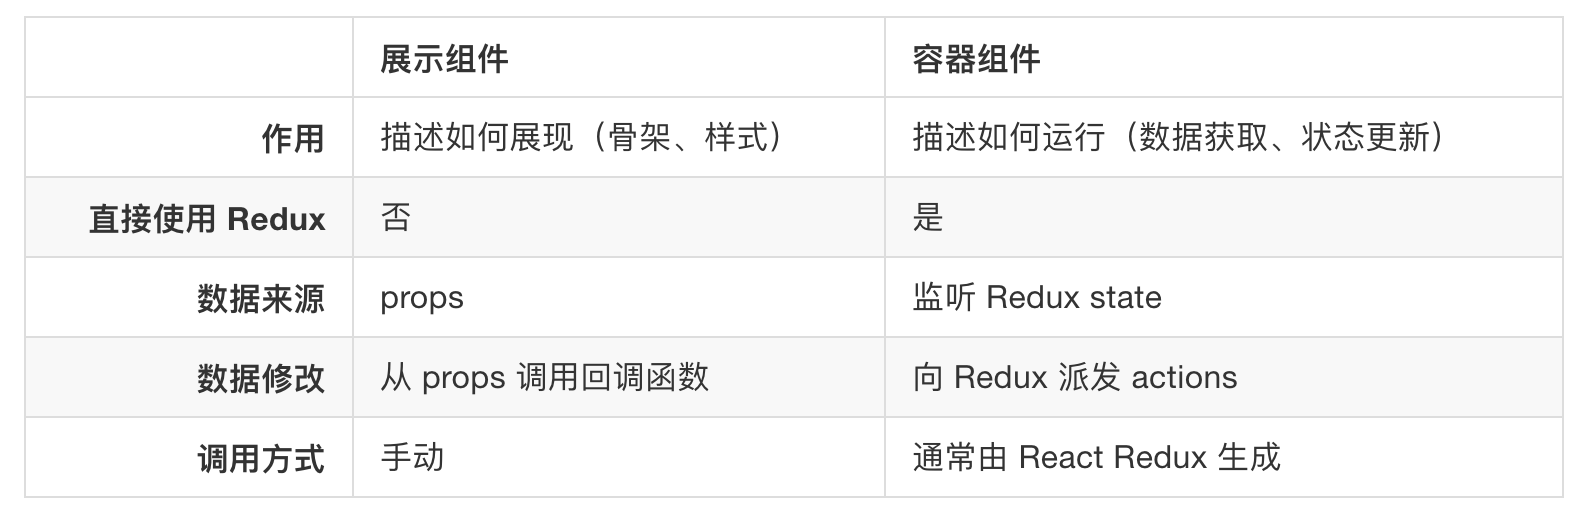 展示组件 容器组件
作用 描述如何展现（骨架、样式） 描述如何运行（数据获取、状态更新）
直接使用 Redux 否 是
数据来源 props 监听 Redux state
数据修改 从 props 调用回调函数 向 Redux 派发 actions
调用方式 手动 通常由 React Redux 生成